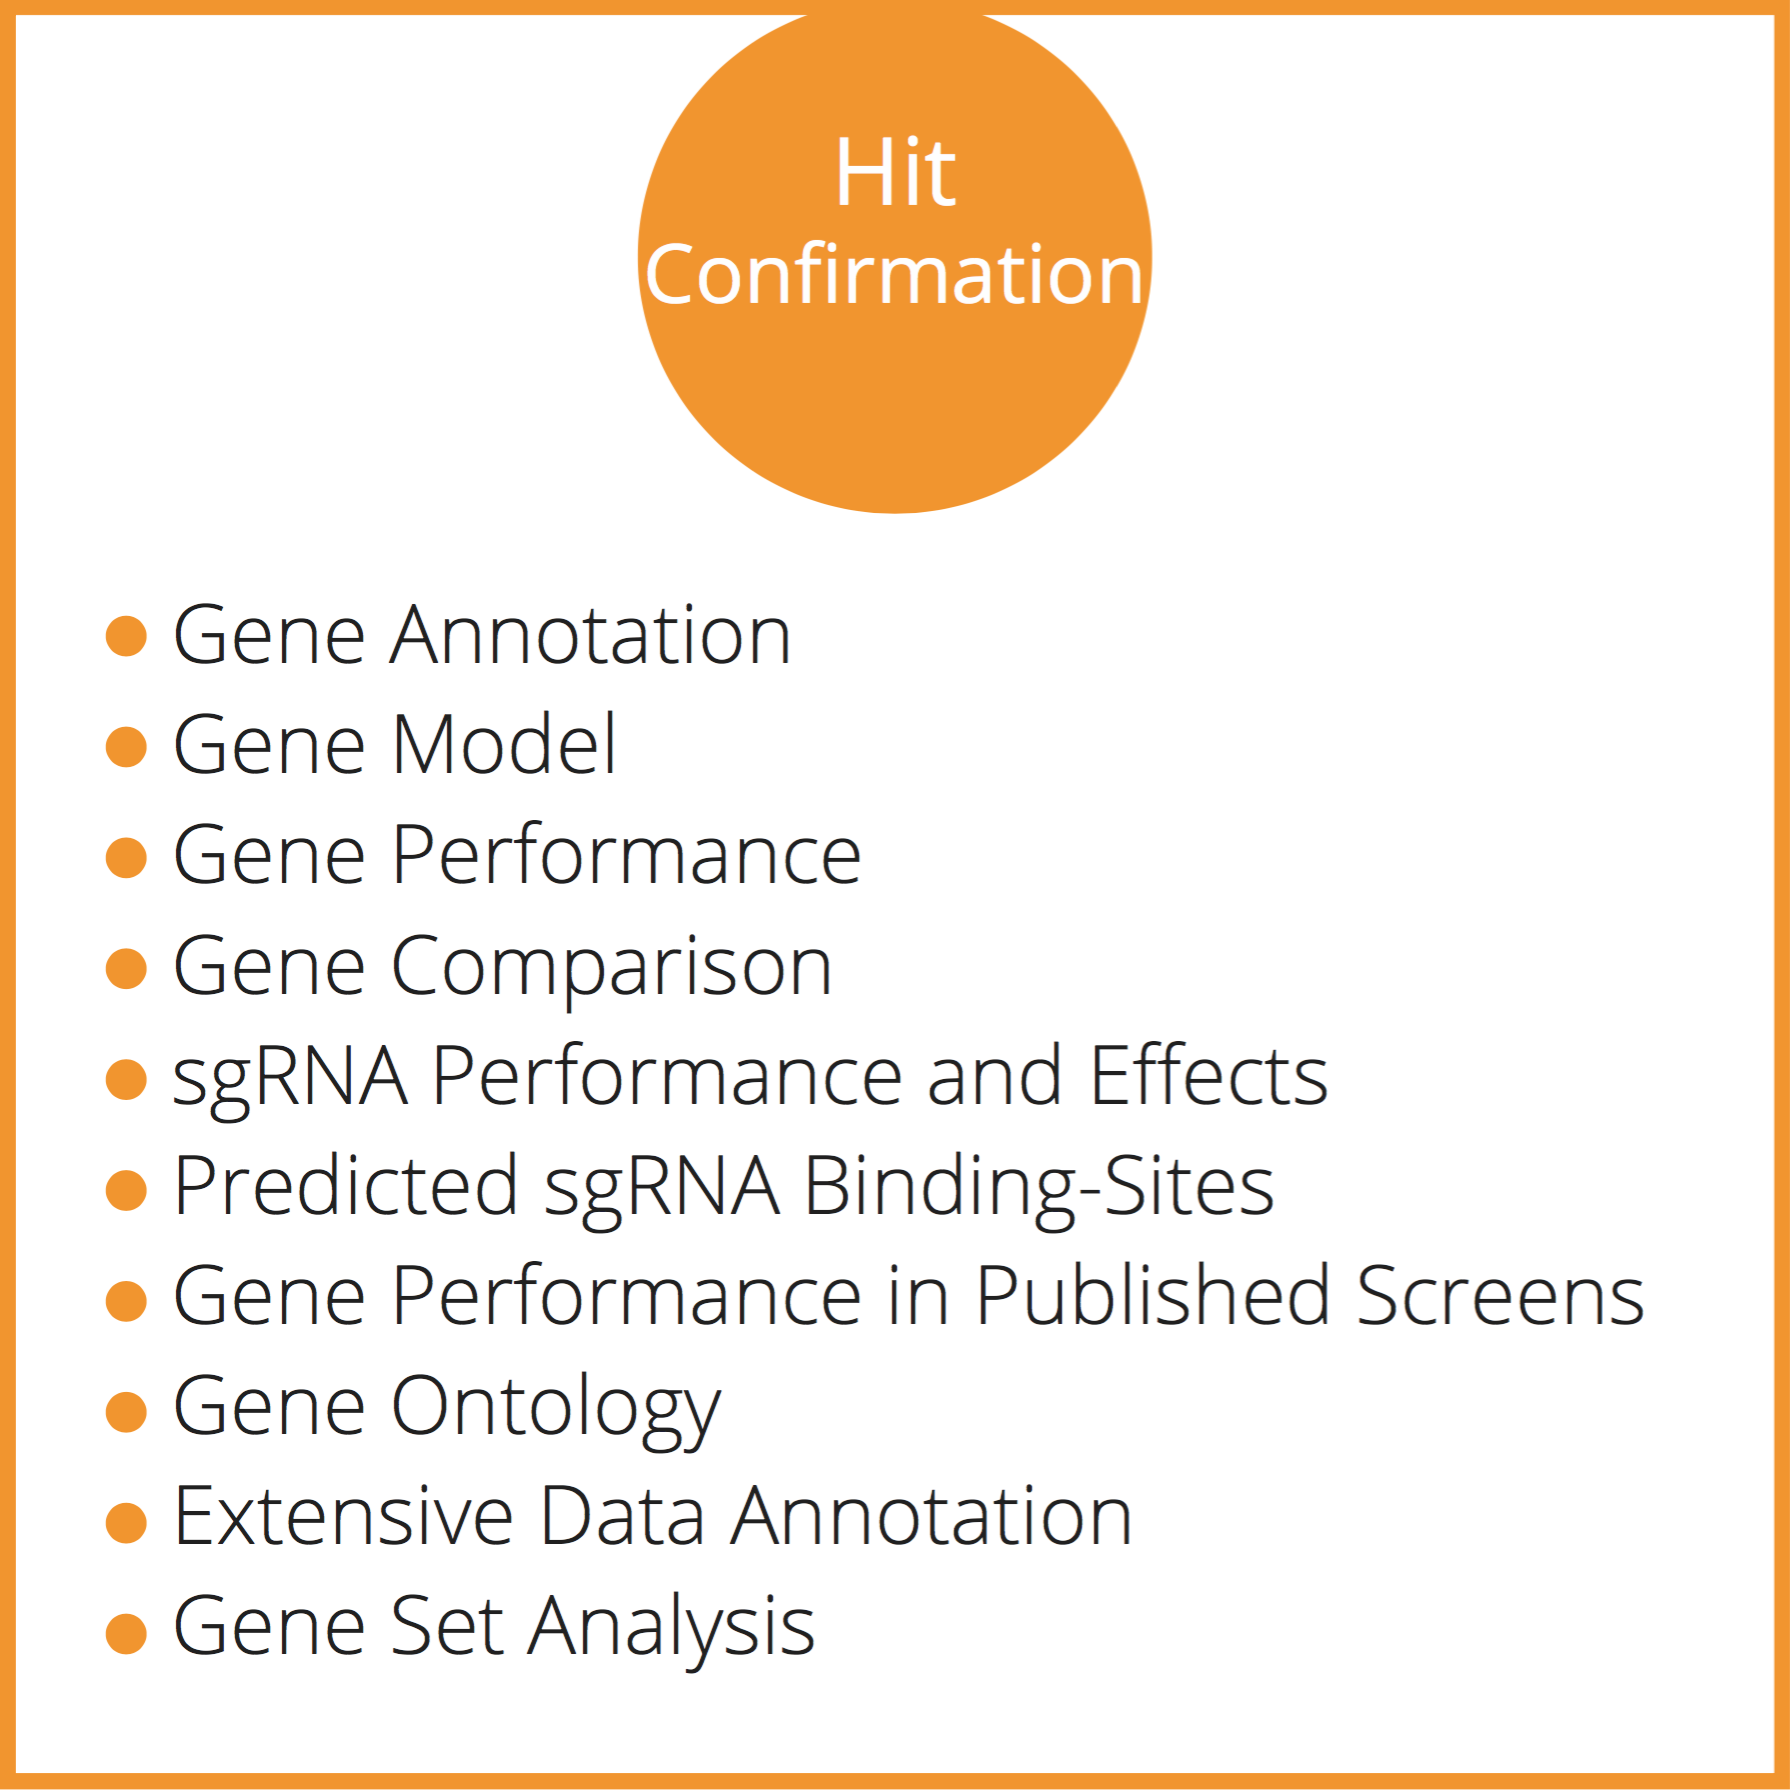 Hit
Confirmation
Gene Annotation
Gene Model
Gene Performance
Gene Comparison
sgRNA Performance and Effects
Predicted sgRNA Binding-Sites
Gene Performance in Published Screens
Gene Ontology
Extensive Data Annotation
Gene Set Analysis